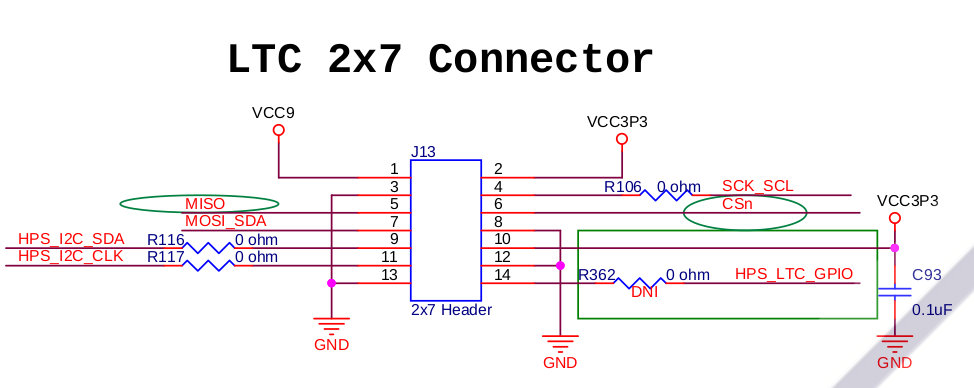 LTC 2x7 Connector
VCC9
VCC3P3
J13
1 2
3 4 R106 0 ohm SCK_SCL
MISO 5 6 CSn VCC3P3
MOSI_SDA 7 8
HPS_I2C_SDA R116 0 ohm 9 10
HPS_I2C_CLK R117 0 ohm 11 12
13 14 R362 0 ohm HPS_LTC_GPIO C93
DNI
2x7 Header 0.1uF
GND
GND GND